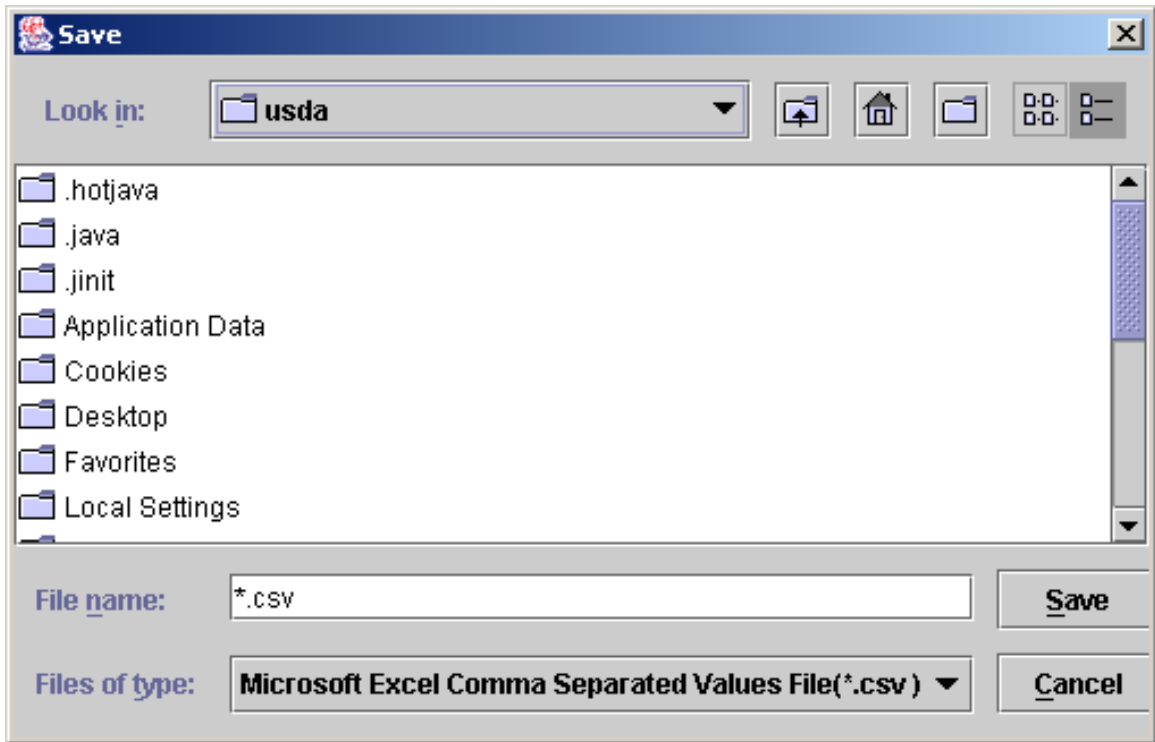 Save
Look in:
usda
.hotjava
.java
.jinit
Application Data
Cookies
Desktop
Favorites
Local Settings
File name:
*.csv
Save
Files of type:
Microsoft Excel Comma Separated Values File(*.csv )
Cancel